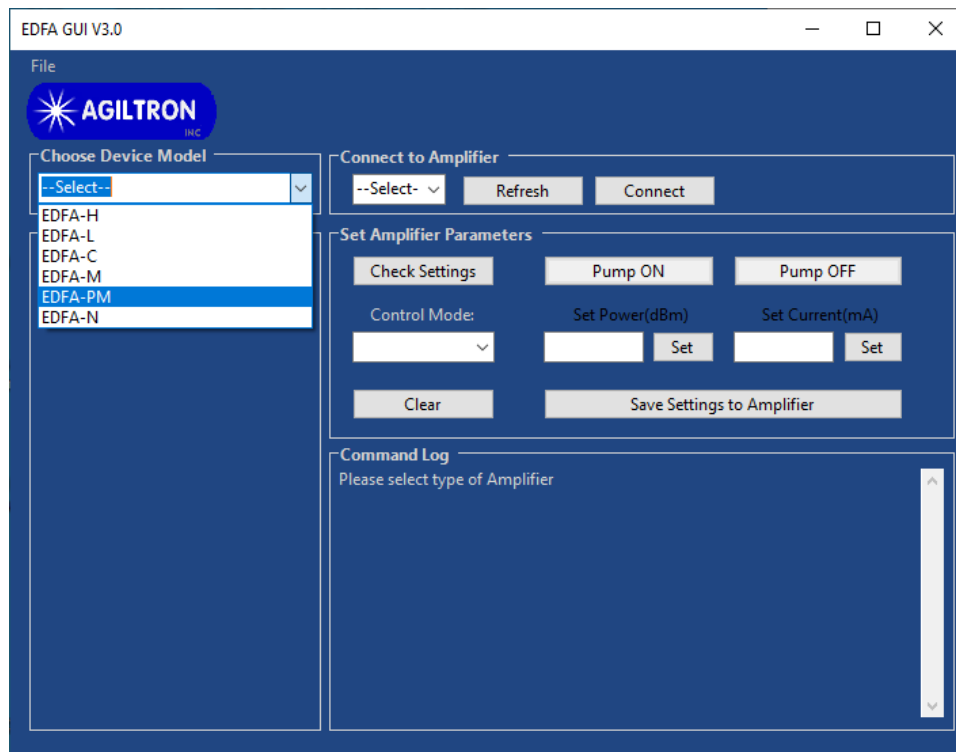 EDFA GUI V3.0
File
AGILTRON
INC
Choose Device Model
--Select--
EDFA-H
EDFA-L
EDFA-C
EDFA-M
EDFA-PM
EDFA-N
Connect to Amplifier
--Select-
Refresh
Connect
Set Amplifier Parameters
Check Settings
Pump ON
Pump OFF
Control Mode:
Set Power(dBm)
Set Current(mA)
Set
Set
Clear
Save Settings to Amplifier
Command Log
Please select type of Amplifier